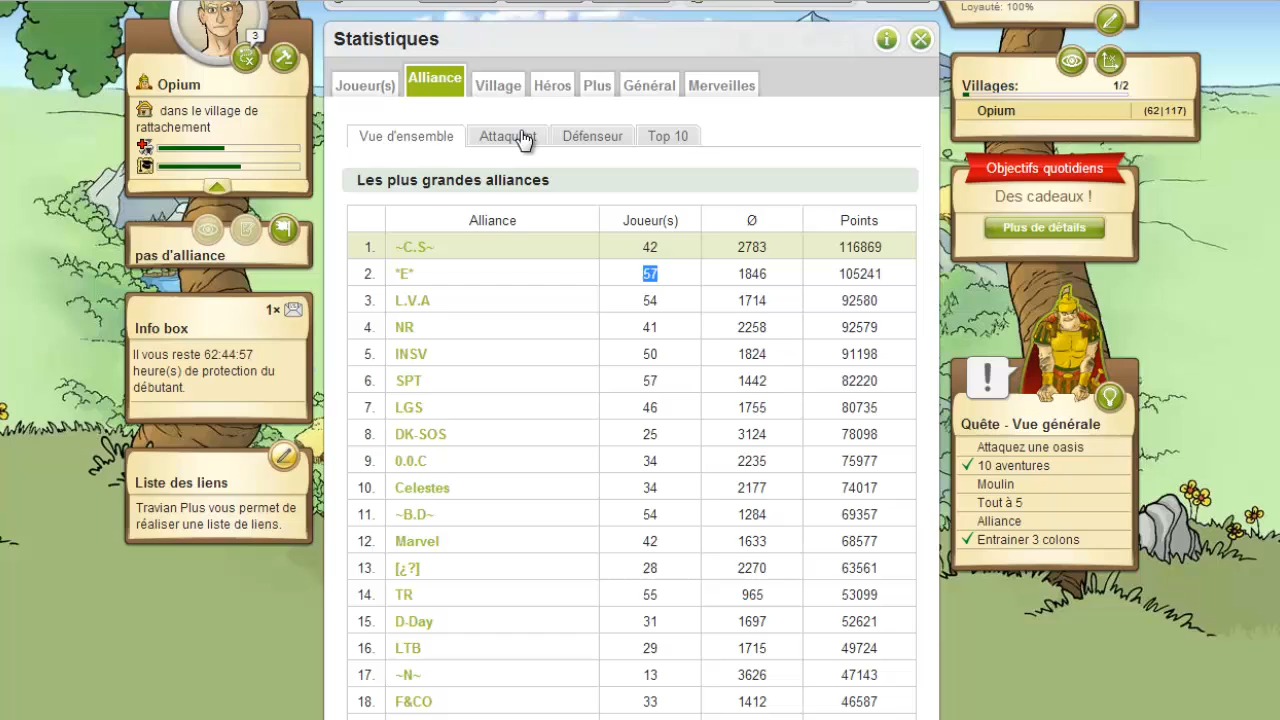 3
Opium
dans le village de
rattachement
pas d'alliance
1×
Info box
Il vous reste 62:44:57
heure(s) de protection du
débutant.
Liste des liens
Travian Plus vous permet de
réaliser une liste de liens.
Statistiques
Joueur(s) Alliance Village Héros Plus Général Merveilles
Vue d'ensemble Attaquant Défenseur Top 10
Les plus grandes alliances
Alliance Joueur(s) Ø Points
1. ~C.S~ 42 2783 116869
2. *E* 57 1846 105241
3. L.V.A 54 1714 92580
4. NR 41 2258 92579
5. INSV 50 1824 91198
6. SPT 57 1442 82220
7. LGS 46 1755 80735
8. DK-SOS 25 3124 78098
9. 0.0.C 34 2235 75977
10. Celestes 34 2177 74017
11. ~B.D~ 54 1284 69357
12. Marvel 42 1633 68577
13. [¿?] 28 2270 63561
14. TR 55 965 53099
15. D-Day 31 1697 52621
16. LTB 29 1715 49724
17. ~N~ 13 3626 47143
18. F&CO 33 1412 46587
Loyauté: 100%
Villages: 1/2
Opium (62|117)
Objectifs quotidiens
Des cadeaux !
Plus de détails
Quête - Vue générale
Attaquez une oasis
10 aventures
Moulin
Tout à 5
Alliance
Entrainer 3 colons